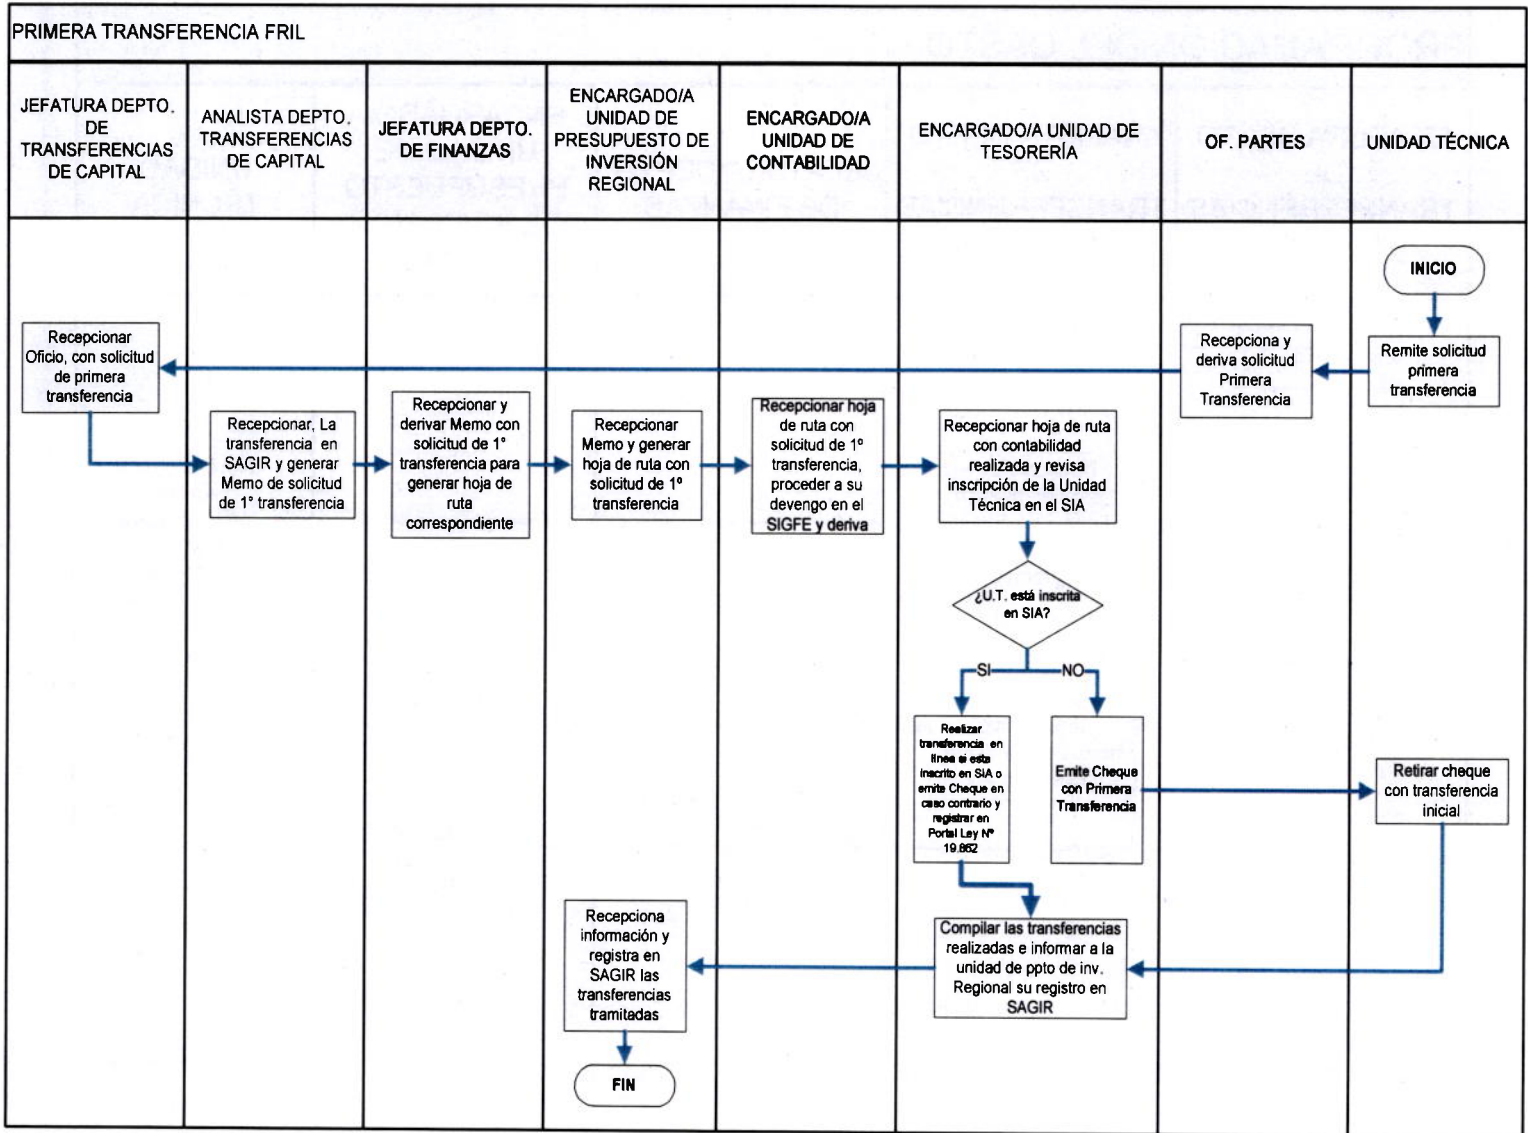 PRIMERA TRANSFERENCIA FRIL
JEFATURA DEPTO.
DE
TRANSFERENCIAS
DE CAPITAL
ANALISTA DEPTO.
TRANSFERENCIAS
DE CAPITAL
JEFATURA DEPTO.
DE FINANZAS
ENCARGADO/A
UNIDAD DE
PRESUPUESTO DE
INVERSIÓN
REGIONAL
ENCARGADO/A
UNIDAD DE
CONTABILIDAD
ENCARGADO/A UNIDAD DE
TESORERÍA
OF. PARTES
UNIDAD TÉCNICA
INICIO
Remite solicitud
primera
transferencia
Recepciona y
deriva solicitud
Primera
Transferencia
Recepcionar
Oficio, con solicitud
de primera
transferencia
Recepcionar, La
transferencia en
SAGIR y generar
Memo de solicitud
de 1° transferencia
Recepcionar y
derivar Memo con
solicitud de 1°
transferencia para
generar hoja de
ruta
correspondiente
Recepcionar
Memo y generar
hoja de ruta con
solicitud de 1º
transferencia
Recepcionar hoja
de ruta con
solicitud de 1º
transferencia,
proceder a su
devengo en el
SIGFE y deriva
Recepcionar hoja de ruta
con contabilidad
realizada y revisa
inscripción de la Unidad
Técnica en el SIA
¿U.T. está inscrita
en SIA?
SI
NO
Realizar
transferencia en
línea si esta
inscrito en SIA o
emite Cheque en
caso contrario y
registrar en
Portal Ley Nº
19.862
Emite Cheque
con Primera
Transferencia
Retirar cheque
con transferencia
inicial
Compilar las transferencias
realizadas e informar a la
unidad de ppto de inv.
Regional su registro en
SAGIR
Recepciona
información y
registra en
SAGIR las
transferencias
tramitadas
FIN